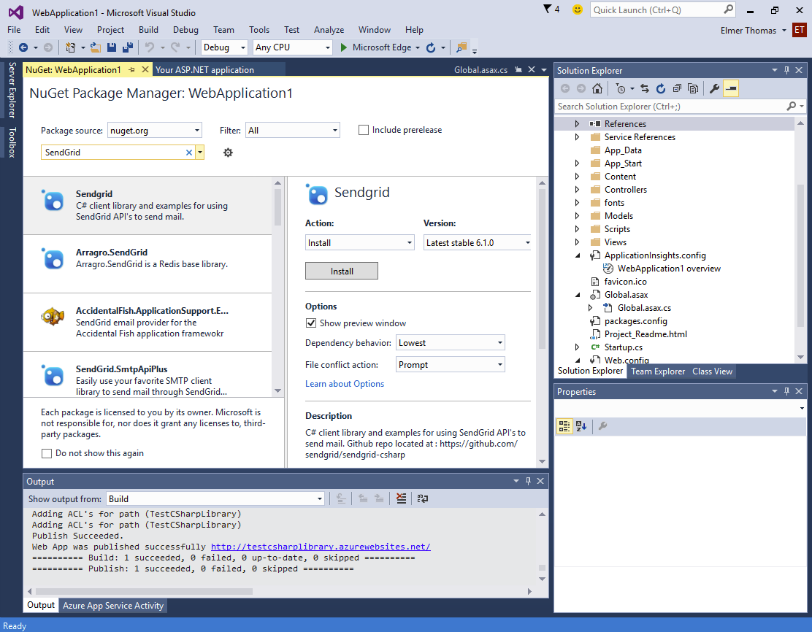 WebApplication1 - Microsoft Visual Studio
4
Quick Launch (Ctrl+Q)
File Edit View Project Build Debug Team Tools Test Analyze Window Help
Elmer Thomas
ET
Debug Any CPU Microsoft Edge
Server Explorer
Toolbox
NuGet: WebApplication1
Your ASP.NET application
Global.asax.cs
NuGet Package Manager: WebApplication1
Package source: nuget.org Filter: All Include prerelease
SendGrid
Sendgrid
C# client library and examples for using
SendGrid API's to send mail.
Arragro.SendGrid
Arragro.SendGrid is a Redis base library.
AccidentalFish.ApplicationSupport.E...
SendGrid email provider for the
Accidental Fish application framewokr
SendGrid.SmtpApiPlus
Easily use your favorite SMTP client
library to send mail through SendGrid...
Each package is licensed to you by its owner. Microsoft is
not responsible for, nor does it grant any licenses to, third-
party packages.
Do not show this again
Sendgrid
Action: Version:
Install Latest stable 6.1.0
Install
Options
Show preview window
Dependency behavior: Lowest
File conflict action: Prompt
Learn about Options
Description
C# client library and examples for using SendGrid API's to
send mail. Github repo located at : https://github.com/
sendgrid/sendgrid-csharp
Solution Explorer
Search Solution Explorer (Ctrl+;)
References
Service References
App_Data
App_Start
Content
Controllers
fonts
Models
Scripts
Views
ApplicationInsights.config
WebApplication1 overview
favicon.ico
Global.asax
Global.asax.cs
packages.config
Project_Readme.html
C# Startup.cs
Web.config
Solution Explorer Team Explorer Class View
Properties
Output
Show output from: Build
Adding ACL's for path (TestCSharpLibrary)
Adding ACL's for path (TestCSharpLibrary)
Publish Succeeded.
Web App was published successfully http://testcsharplibrary.azurewebsites.net/
========== Build: 1 succeeded, 0 failed, 0 up-to-date, 0 skipped ==========
========== Publish: 1 succeeded, 0 failed, 0 skipped ==========
Output Azure App Service Activity
Ready